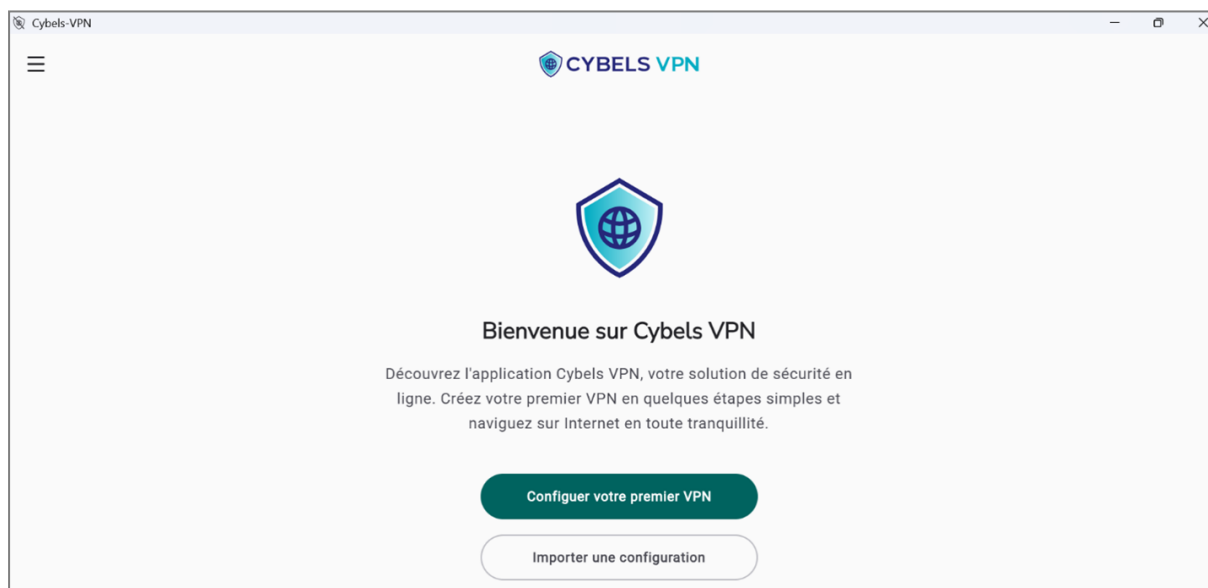 Cybels-VPN
CYBELS VPN
Bienvenue sur Cybels VPN
Découvrez l'application Cybels VPN, votre solution de sécurité en
ligne. Créez votre premier VPN en quelques étapes simples et
naviguez sur Internet en toute tranquillité.
Configuer votre premier VPN
Importer une configuration